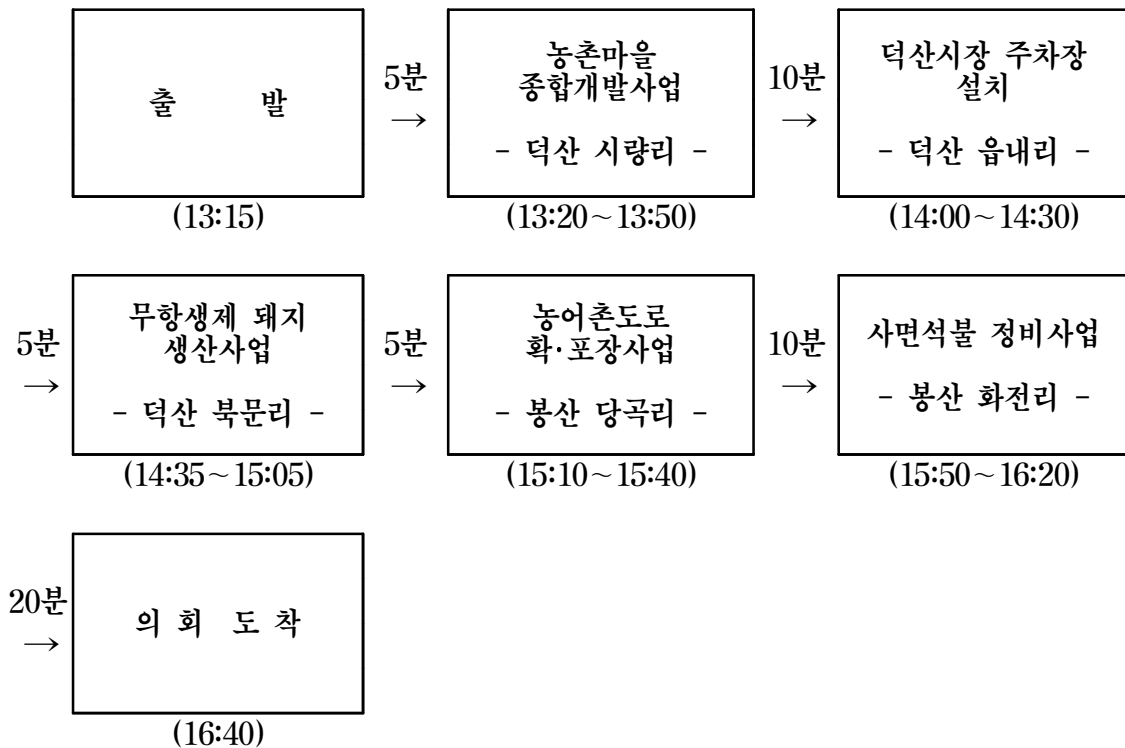 출 발
(13:15)
5분
→
농촌마을
종합개발사업
- 덕산 시량리 -
(13:20~13:50)
10분
→
덕산시장 주차장
설치
- 덕산 읍내리 -
(14:00~14:30)
5분
→
무항생제 돼지
생산사업
- 덕산 북문리 -
(14:35~15:05)
5분
→
농어촌도로
확·포장사업
- 봉산 당곡리 -
(15:10~15:40)
10분
→
사면석불 정비사업
- 봉산 화전리 -
(15:50~16:20)
20분
→
의 회 도 착
(16:40)